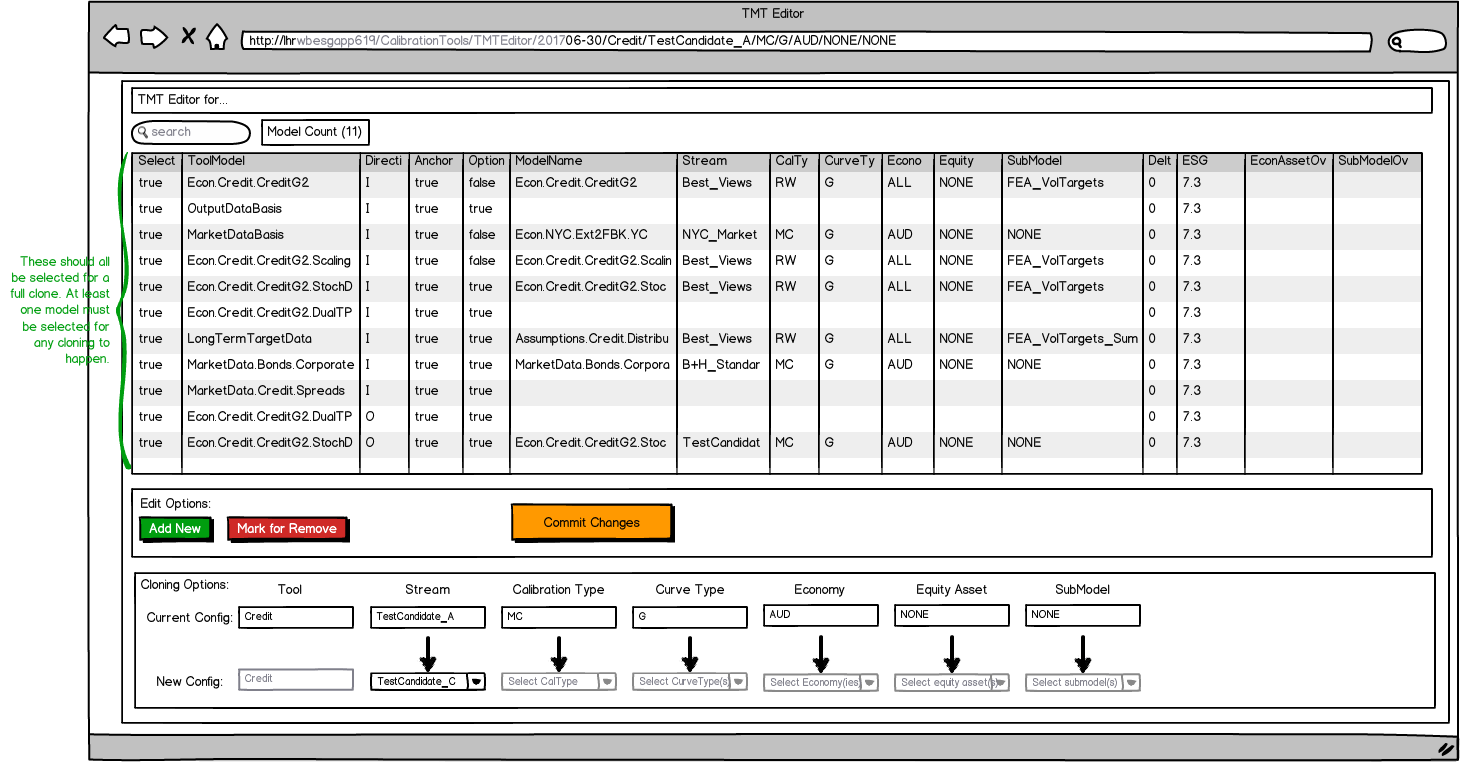 TMT Editor
http://lhrwbesgapp619/CalibrationTools/TMTEditor/201706-30/Credit/TestCandidate_A/MC/G/AUD/NONE/NONE
TMT Editor for...
search Model Count (11)
Select ToolModel Directi Anchor Option ModelName Stream CalTy CurveTy Econo Equity SubModel Delt ESG EconAssetOv SubModelOv
true Econ.Credit.CreditG2 I true false Econ.Credit.CreditG2 Best_Views RW G ALL NONE FEA_VolTargets 0 7.3
true OutputDataBasis I true true 0 7.3
true MarketDataBasis I true false Econ.NYC.Ext2FBK.YC NYC_Market MC G AUD NONE NONE 0 7.3
true Econ.Credit.CreditG2.Scaling I true false Econ.Credit.CreditG2.Scalin Best_Views RW G ALL NONE FEA_VolTargets 0 7.3
true Econ.Credit.CreditG2.StochD I true true Econ.Credit.CreditG2.Stoc Best_Views RW G ALL NONE FEA_VolTargets 0 7.3
true Econ.Credit.CreditG2.DualTP I true true 0 7.3
true LongTermTargetData I true true Assumptions.Credit.Distribu Best_Views RW G ALL NONE FEA_VolTargets_Sum 0 7.3
true MarketData.Bonds.Corporate I true true MarketData.Bonds.Corpora B+H_Standar MC G AUD NONE NONE 0 7.3
true MarketData.Credit.Spreads I true true 0 7.3
true Econ.Credit.CreditG2.DualTP O true true 0 7.3
true Econ.Credit.CreditG2.StochD O true true Econ.Credit.CreditG2.Stoc TestCandidat MC G AUD NONE NONE 0 7.3
These should all
be selected for a
full clone. At least
one model must
be selected for
any cloning to
happen.
Edit Options:
Add New Mark for Remove Commit Changes
Cloning Options: Tool Stream Calibration Type Curve Type Economy Equity Asset SubModel
Current Config: Credit TestCandidate_A MC G AUD NONE NONE
New Config: Credit TestCandidate_C Select CalType Select CurveType(s) Select Economy(ies) Select equity asset(s) Select submodel(s)